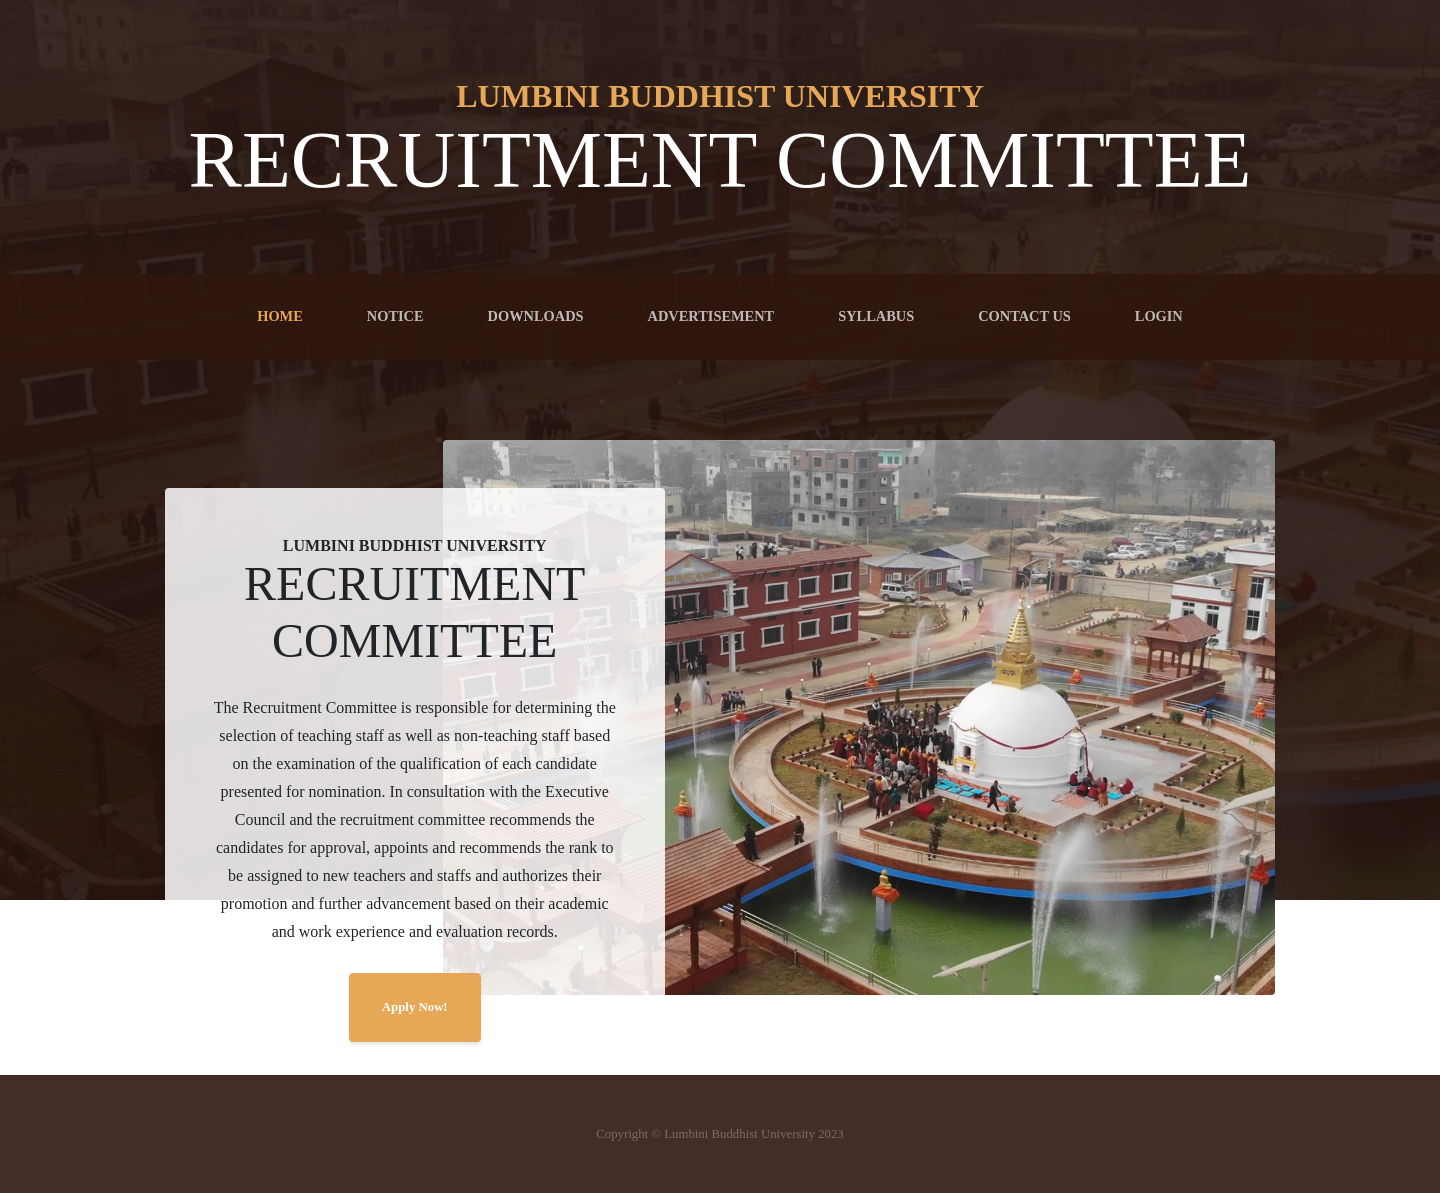 LUMBINI BUDDHIST UNIVERSITY
RECRUITMENT COMMITTEE
HOME NOTICE DOWNLOADS ADVERTISEMENT SYLLABUS CONTACT US LOGIN
LUMBINI BUDDHIST UNIVERSITY
RECRUITMENT
COMMITTEE
The Recruitment Committee is responsible for determining the
selection of teaching staff as well as non-teaching staff based
on the examination of the qualification of each candidate
presented for nomination. In consultation with the Executive
Council and the recruitment committee recommends the
candidates for approval, appoints and recommends the rank to
be assigned to new teachers and staffs and authorizes their
promotion and further advancement based on their academic
and work experience and evaluation records.
Apply Now!
Copyright © Lumbini Buddhist University 2023